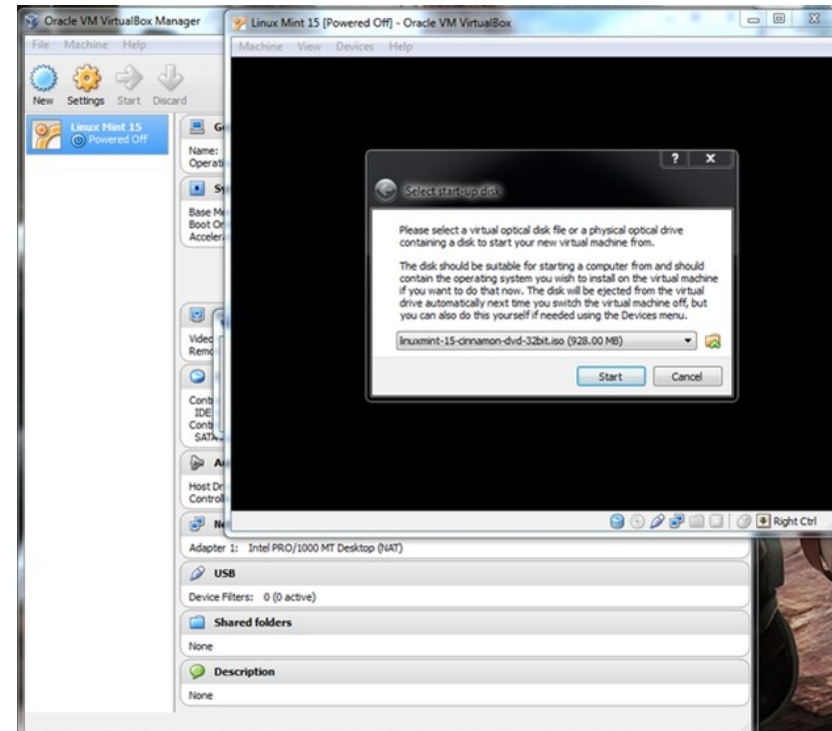 Oracle VM VirtualBox Manager
File Machine Help
New Settings Start Discard
Linux Mint 15
Powered Off
Name:
Adapter 1: Intel PRO/1000 MT Desktop (NAT)
USB
Device Filters: 0 (0 active)
Shared folders
None
Description
None
Linux Mint 15 [Powered Off] - Oracle VM VirtualBox
Machine View Devices Help
Select start-up disk
Please select a virtual optical disk file or a physical optical drive
containing a disk to start your new virtual machine from.
The disk should be suitable for starting a computer from and should
contain the operating system you wish to install on the virtual machine
if you want to do that now. The disk will be ejected from the virtual
drive automatically next time you switch the virtual machine off, but
you can also do this yourself if needed using the Devices menu.
linuxmint-15-cinnamon-dvd-32bit.iso (928.00 MB)
Start Cancel
Right Ctrl